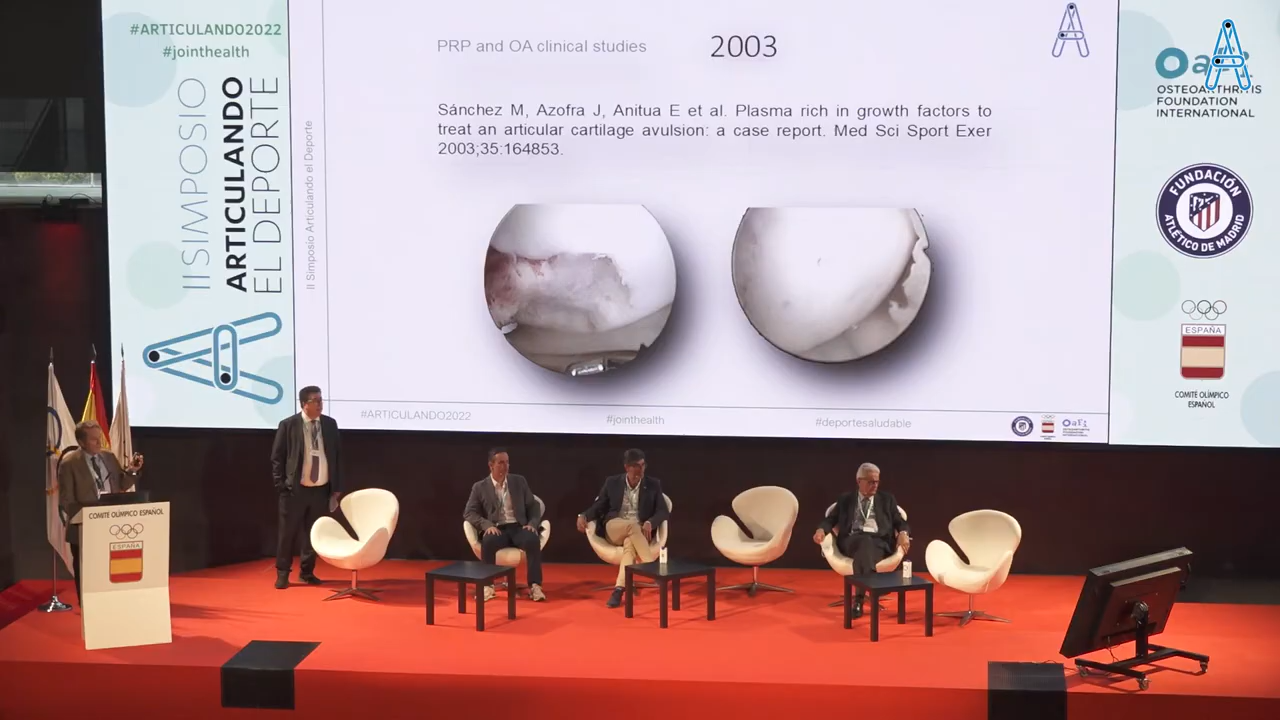 #ARTICULANDO2022
#jointhealth
II SIMPOSIO
ARTICULANDO
EL DEPORTE
II Simposio Articulando el Deporte
PRP and OA clinical studies
2003
Sánchez M, Azofra J, Anitua E et al. Plasma rich in growth factors to
treat an articular cartilage avulsion: a case report. Med Sci Sport Exer
2003;35:164853.
#ARTICULANDO2022
#jointhealth
#deportesaludable
OSTEOARTHRITIS
FOUNDATION
INTERNATIONAL
FUNDACIÓN
ATLÉTICO DE MADRID
ESPAÑA
COMITÉ OLÍMPICO
ESPAÑOL
COMITÉ OLÍMPICO ESPAÑOL
ESPAÑA